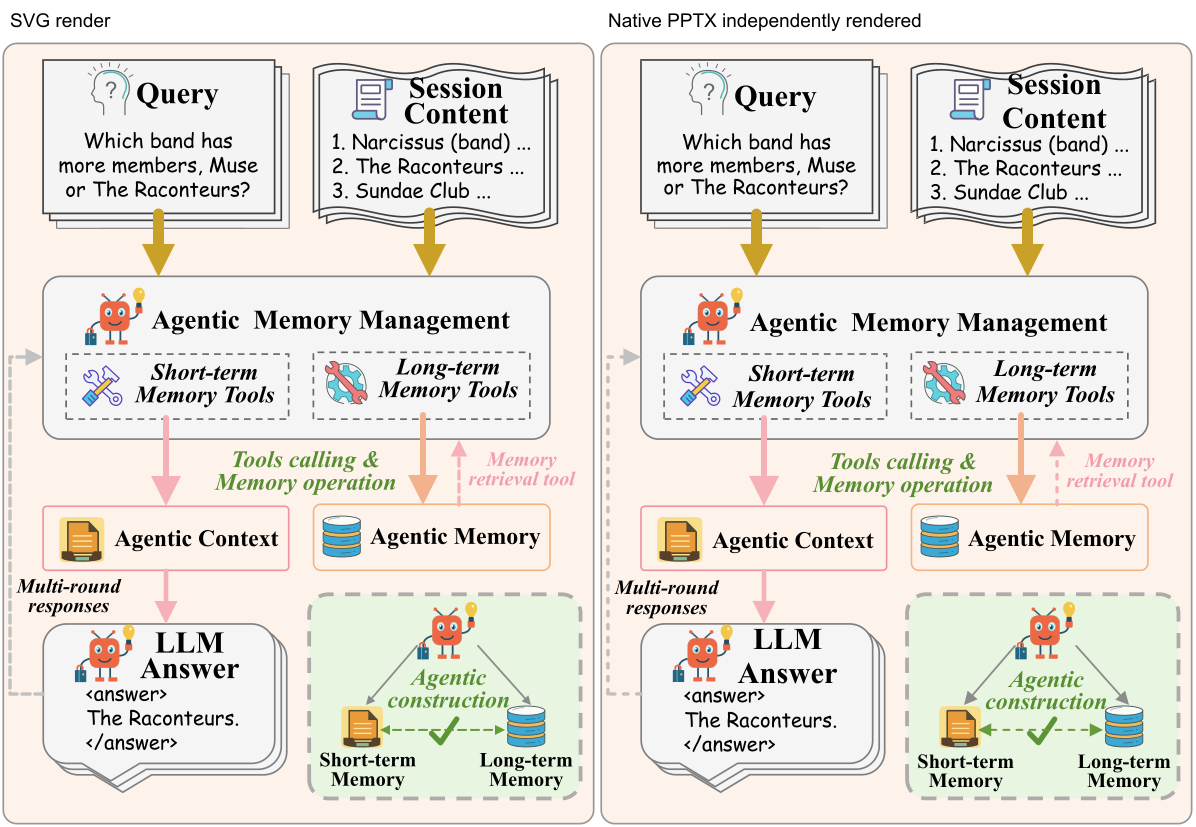 SVG render
Query
Which band has
more members, Muse
or The Raconteurs?
Session
Content
1. Narcissus (band) ...
2. The Raconteurs ...
3. Sundae Club ...
Agentic  Memory Management
Short-term
Memory Tools
Long-term
Memory Tools
Tools calling &
Memory operation
Memory
retrieval tool
Agentic Context
Agentic Memory
Multi-round
responses
LLM
Answer
<answer>
The Raconteurs.
</answer>
Agentic
construction
Short-term
Memory
Long-term
Memory
Native PPTX independently rendered
Query
Which band has
more members, Muse
or The Raconteurs?
Session
Content
1. Narcissus (band) ...
2. The Raconteurs ...
3. Sundae Club ...
Agentic  Memory Management
Short-term
Memory Tools
Long-term
Memory Tools
Tools calling &
Memory operation
Memory
retrieval tool
Agentic Context
Agentic Memory
Multi-round
responses
LLM
Answer
<answer>
The Raconteurs.
</answer>
Agentic
construction
Short-term
Memory
Long-term
Memory